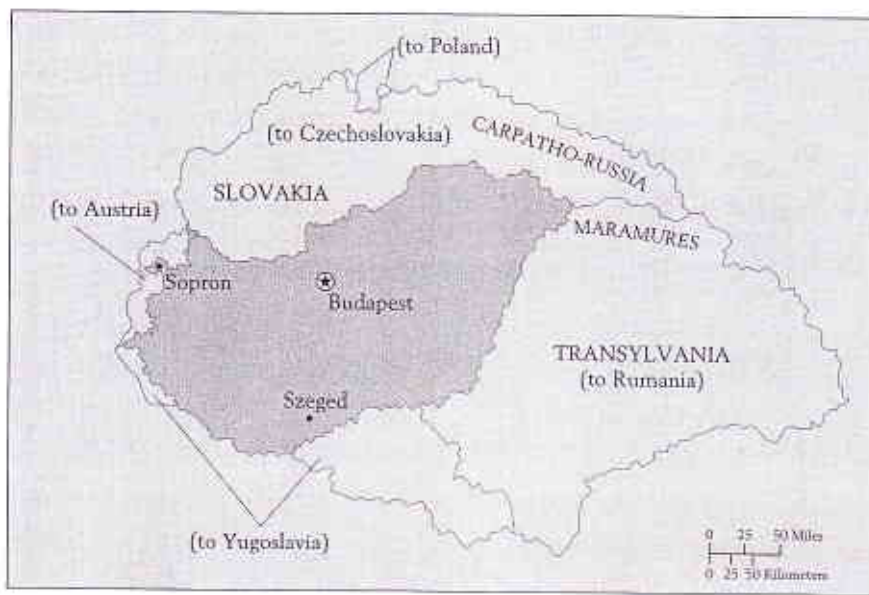 (to Poland)
(to Czechoslovakia)
CARPATHO-RUSSIA
SLOVAKIA
(to Austria)
MARAMURES
Sopron
Budapest
TRANSYLVANIA
(to Rumania)
Szeged
(to Yugoslavia)
0 25 50 Miles
0 25 50 Kilometers